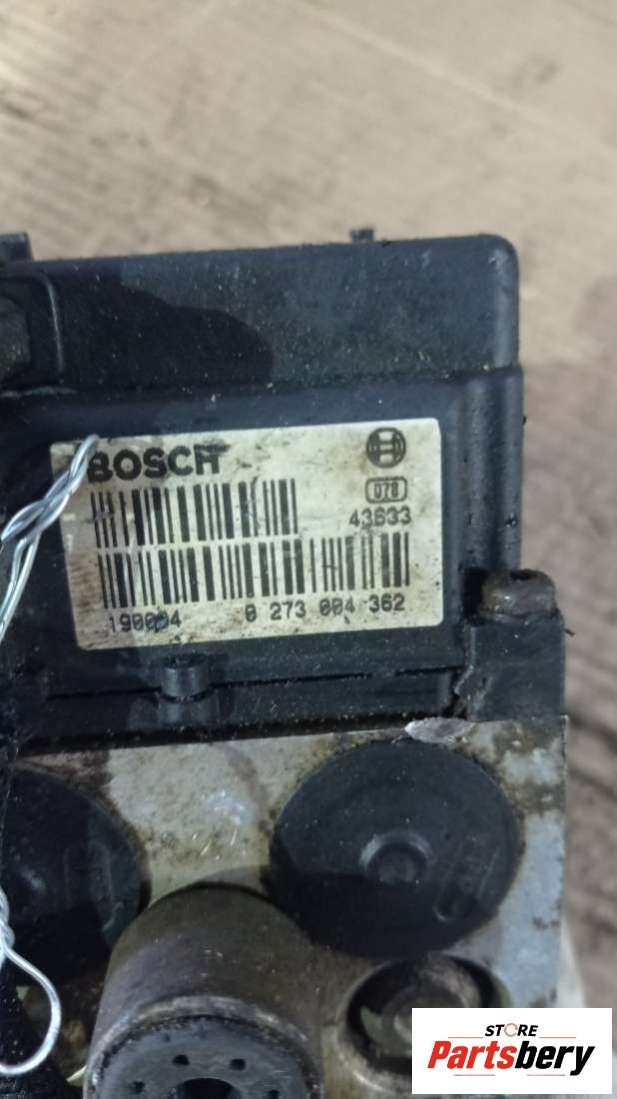 BOSCH
078
43633
190004 0 273 004 362
STORE
Partsbery